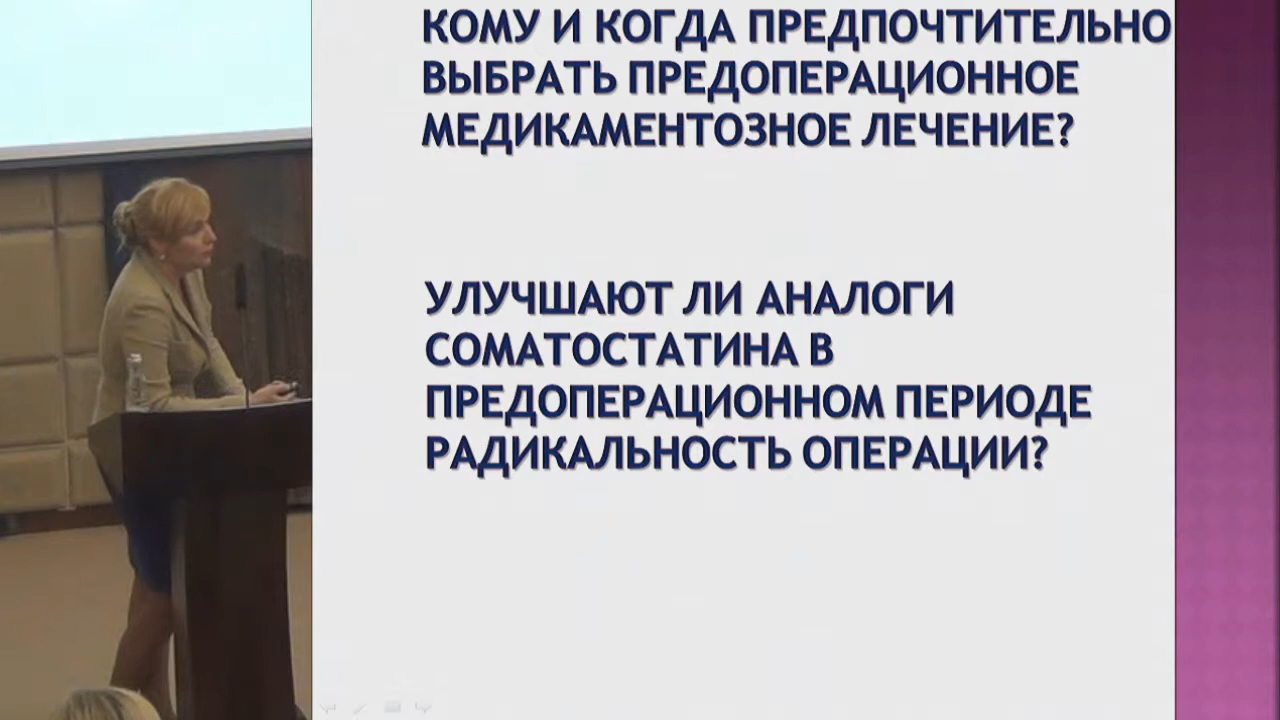 КОМУ И КОГДА ПРЕДПОЧТИТЕЛЬНО
ВЫБРАТЬ ПРЕДОПЕРАЦИОННОЕ
МЕДИКАМЕНТОЗНОЕ ЛЕЧЕНИЕ?
УЛУЧШАЮТ ЛИ АНАЛОГИ
СОМАТОСТАТИНА В
ПРЕДОПЕРАЦИОННОМ ПЕРИОДЕ
РАДИКАЛЬНОСТЬ ОПЕРАЦИИ?